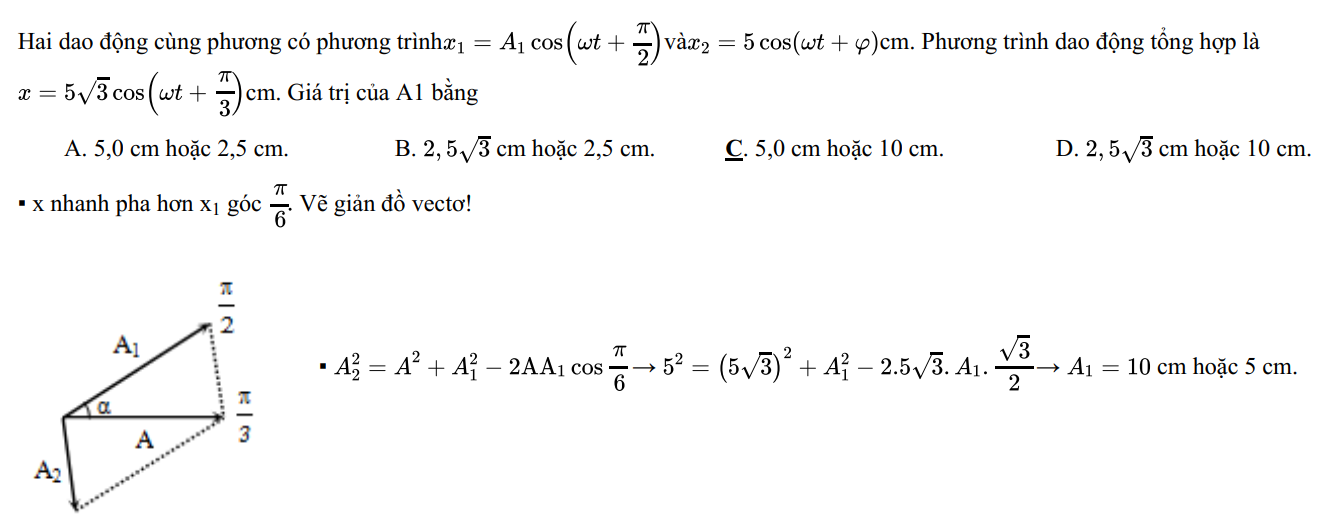 Hai dao động cùng phương có phương trình$x_1 = A_1 \cos\left(\omega t + \frac{\pi}{2}\right)$và$x_2 = 5\cos(\omega t + \varphi)$cm. Phương trình dao động tổng hợp là
$x = 5\sqrt{3}\cos\left(\omega t + \frac{\pi}{3}\right)$cm. Giá trị của A1 bằng
A. 5,0 cm hoặc 2,5 cm. B. $2,5\sqrt{3}$ cm hoặc 2,5 cm. C. 5,0 cm hoặc 10 cm. D. $2,5\sqrt{3}$ cm hoặc 10 cm.
▪ x nhanh pha hơn x₁ góc $\frac{\pi}{6}$. Vẽ giản đồ vectơ!
$\frac{\pi}{2}$
A₁
α
▪ $A_2^2 = A^2 + A_1^2 - 2AA_1\cos\frac{\pi}{6} \rightarrow 5^2 = \left(5\sqrt{3}\right)^2 + A_1^2 - 2.5\sqrt{3}.A_1.\frac{\sqrt{3}}{2} \rightarrow A_1 = 10$ cm hoặc 5 cm.
$\frac{\pi}{3}$
A
A₂